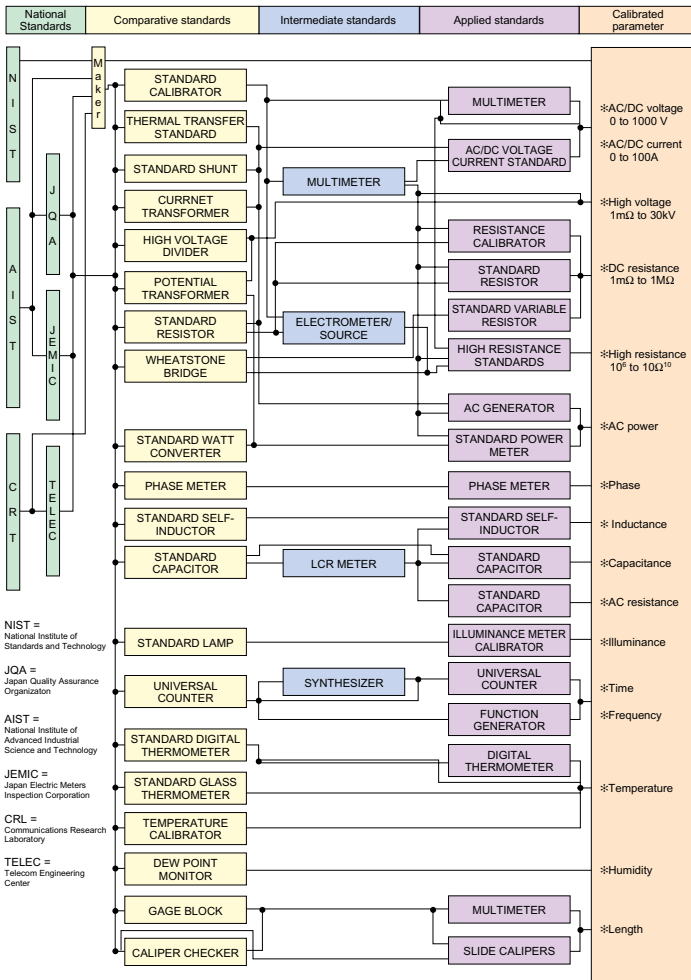 National
Standards
Comparative standards
Intermediate standards
Applied standards
Calibrated
parameter
NIST
AIST
CRT
JQA
JEMIC
TELEC
Maker
STANDARD
CALIBRATOR
THERMAL TRANSFER
STANDARD
STANDARD SHUNT
CURRNET
TRANSFORMER
HIGH VOLTAGE
DIVIDER
POTENTIAL
TRANSFORMER
STANDARD
RESISTOR
WHEATSTONE
BRIDGE
STANDARD WATT
CONVERTER
PHASE METER
STANDARD SELF-
INDUCTOR
STANDARD
CAPACITOR
STANDARD LAMP
UNIVERSAL
COUNTER
STANDARD DIGITAL
THERMOMETER
STANDARD GLASS
THERMOMETER
TEMPERATURE
CALIBRATOR
DEW POINT
MONITOR
GAGE BLOCK
CALIPER CHECKER
MULTIMETER
ELECTROMETER/
SOURCE
LCR METER
SYNTHESIZER
MULTIMETER
AC/DC VOLTAGE
CURRENT STANDARD
RESISTANCE
CALIBRATOR
STANDARD
RESISTOR
STANDARD VARIABLE
RESISTOR
HIGH RESISTANCE
STANDARDS
AC GENERATOR
STANDARD POWER
METER
PHASE METER
STANDARD SELF-
INDUCTOR
STANDARD
CAPACITOR
STANDARD
CAPACITOR
ILLUMINANCE METER
CALIBRATOR
UNIVERSAL
COUNTER
FUNCTION
GENERATOR
DIGITAL
THERMOMETER
MULTIMETER
SLIDE CALIPERS
✻AC/DC voltage
0 to 1000 V
✻AC/DC current
0 to 100A
✻High voltage
1mΩ to 30kV
✻DC resistance
1mΩ to 1MΩ
✻High resistance
10⁶ to 10Ω¹⁰
✻AC power
✻Phase
✻ Inductance
✻Capacitance
✻AC resistance
✻Illuminance
✻Time
✻Frequency
✻Temperature
✻Humidity
✻Length
NIST =
National Institute of
Standards and Technology
JQA =
Japan Quality Assurance
Organizaton
AIST =
National Institute of
Advanced Industrial
Science and Technology
JEMIC =
Japan Electric Meters
Inspection Corporation
CRL =
Communications Research
Laboratory
TELEC =
Telecom Engineering
Center